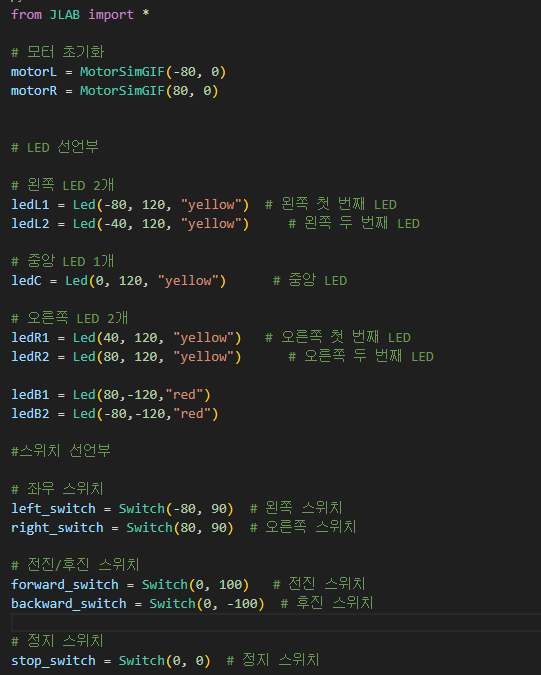 from JLAB import *
# 모터 초기화
motorL = MotorSimGIF(-80, 0)
motorR = MotorSimGIF(80, 0)
# LED 선언부
# 왼쪽 LED 2개
ledL1 = Led(-80, 120, "yellow")  # 왼쪽 첫 번째 LED
ledL2 = Led(-40, 120, "yellow")     # 왼쪽 두 번째 LED
# 중앙 LED 1개
ledC = Led(0, 120, "yellow")      # 중앙 LED
# 오른쪽 LED 2개
ledR1 = Led(40, 120, "yellow")   # 오른쪽 첫 번째 LED
ledR2 = Led(80, 120, "yellow")      # 오른쪽 두 번째 LED
ledB1 = Led(80,-120,"red")
ledB2 = Led(-80,-120,"red")
#스위치 선언부
# 좌우 스위치
left_switch = Switch(-80, 90)  # 왼쪽 스위치
right_switch = Switch(80, 90)  # 오른쪽 스위치
# 전진/후진 스위치
forward_switch = Switch(0, 100)   # 전진 스위치
backward_switch = Switch(0, -100)  # 후진 스위치
# 정지 스위치
stop_switch = Switch(0, 0)  # 정지 스위치